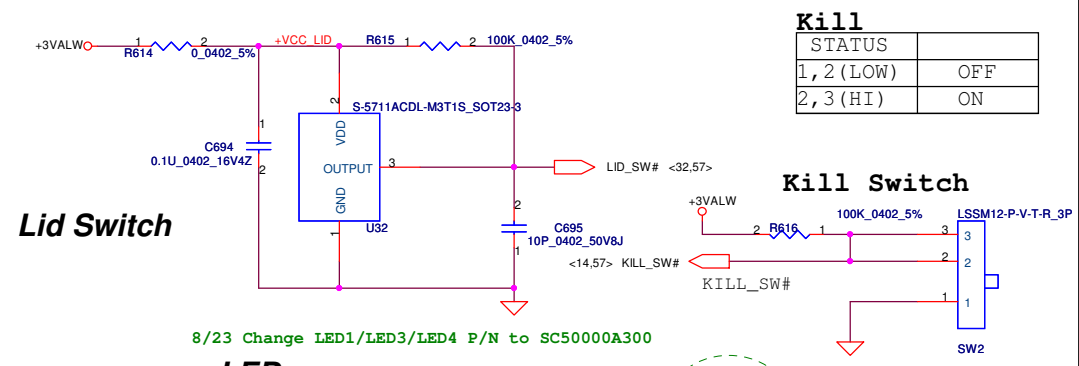 Kill
STATUS
1,2(LOW) OFF
2,3(HI) ON
+3VALW 1 2 R614 0_0402_5% +VCC_LID R615 1 2 100K_0402_5%
S-5711ACDL-M3T1S_SOT23-3
2 VDD
1 C694 0.1U_0402_16V4Z 2
OUTPUT 3
LID_SW# <32,57>
GND 1 U32
2 C695 10P_0402_50V8J 1
Lid Switch
Kill Switch
+3VALW
2 R616 1 100K_0402_5%
LSSM12-P-V-T-R_3P
3 3
2 2
<14,57> KILL_SW#
KILL_SW#
1 1
SW2
8/23 Change LED1/LED3/LED4 P/N to SC50000A300
LED